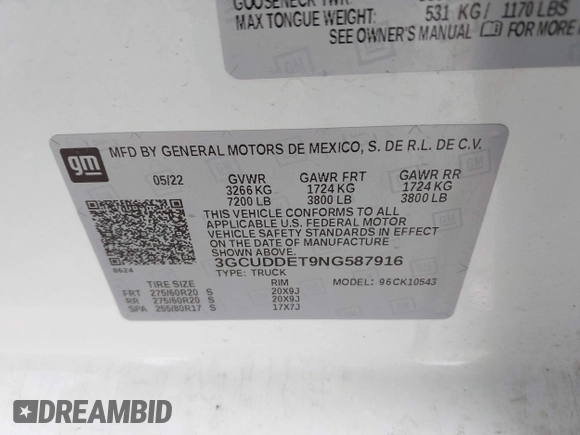 MAX TONGUE WEIGHT: 531 KG/ 1170 LBS
SEE OWNER'S MANUAL FOR MORE
gm
MFD BY GENERAL MOTORS DE MEXICO, S. DE R.L. DE C.V.
05/22 GVWR GAWR FRT GAWR RR
3266 KG 1724 KG 1724 KG
7200 LB 3800 LB 3800 LB
THIS VEHICLE CONFORMS TO ALL
APPLICABLE U.S. FEDERAL MOTOR
VEHICLE SAFETY STANDARDS IN EFFECT
ON THE DATE OF MANUFACTURE
SHOWN ABOVE.
3GCUDDET9NG587916
8624
TYPE: TRUCK MODEL: 96CK10543
TIRE SIZE RIM
FRT 275/60R20 S 20X9J
RR 275/60R20 S 20X9J
SPA 255/80R17 S 17X7J
DREAMBID